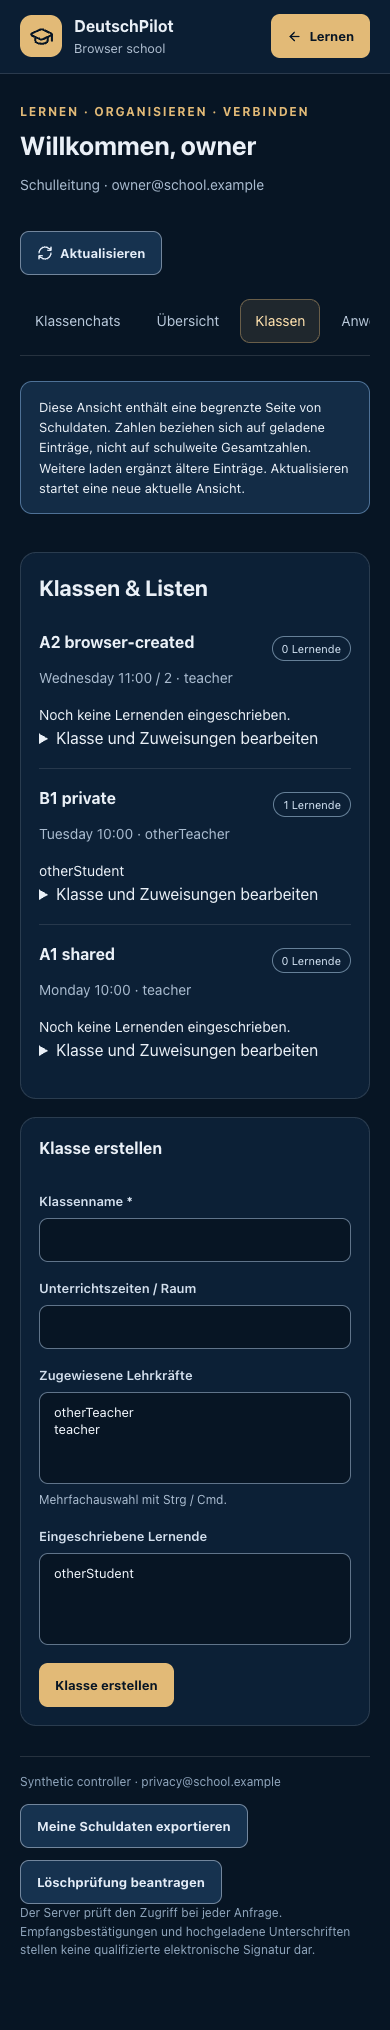 DeutschPilot
Browser school
Lernen
LERNEN · ORGANISIEREN · VERBINDEN
Willkommen, owner
Schulleitung · owner@school.example
Aktualisieren
Klassenchats Übersicht Klassen Anw
Diese Ansicht enthält eine begrenzte Seite von
Schuldaten. Zahlen beziehen sich auf geladene
Einträge, nicht auf schulweite Gesamtzahlen.
Weitere laden ergänzt ältere Einträge. Aktualisieren
startet eine neue aktuelle Ansicht.
Klassen & Listen
A2 browser-created
0 Lernende
Wednesday 11:00 / 2 · teacher
Noch keine Lernenden eingeschrieben.
Klasse und Zuweisungen bearbeiten
B1 private
1 Lernende
Tuesday 10:00 · otherTeacher
otherStudent
Klasse und Zuweisungen bearbeiten
A1 shared
0 Lernende
Monday 10:00 · teacher
Noch keine Lernenden eingeschrieben.
Klasse und Zuweisungen bearbeiten
Klasse erstellen
Klassenname *
Unterrichtszeiten / Raum
Zugewiesene Lehrkräfte
otherTeacher
teacher
Mehrfachauswahl mit Strg / Cmd.
Eingeschriebene Lernende
otherStudent
Klasse erstellen
Synthetic controller · privacy@school.example
Meine Schuldaten exportieren
Löschprüfung beantragen
Der Server prüft den Zugriff bei jeder Anfrage.
Empfangsbestätigungen und hochgeladene Unterschriften
stellen keine qualifizierte elektronische Signatur dar.